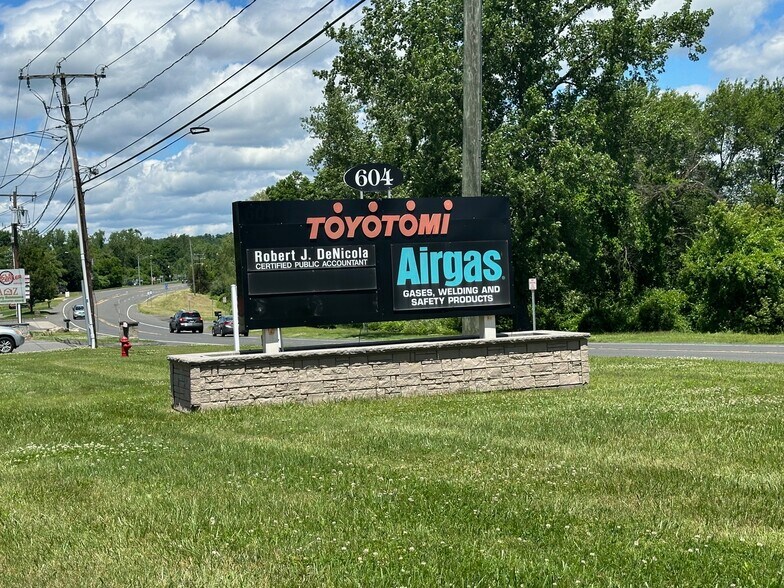 604
TOYOTOMI
Robert J. DeNicola
CERTIFIED PUBLIC ACCOUNTANT
Airgas
GASES, WELDING AND
SAFETY PRODUCTS